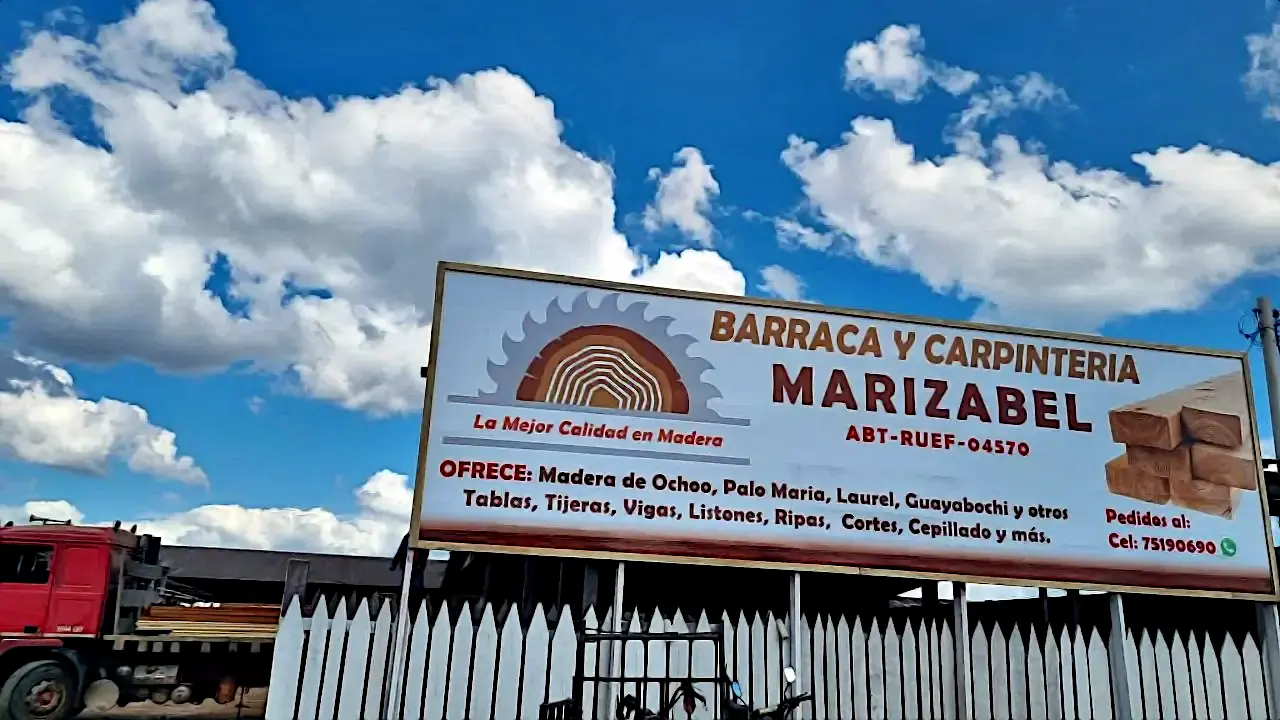 BARRACA Y CARPINTERIA
MARIZABEL
ABT-RUEF-04570
La Mejor Calidad en Madera
OFRECE: Madera de Ochoo, Palo Maria, Laurel, Guayabochi y otros
Tablas, Tijeras, Vigas, Listones, Ripas, Cortes, Cepillado y más.
Pedidos al:
Cel: 75190690